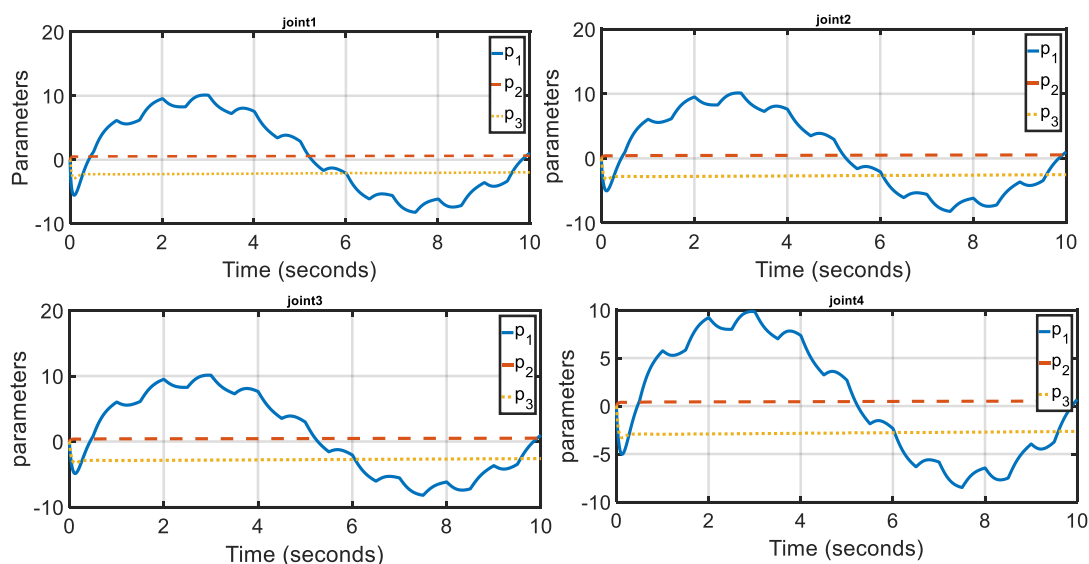 joint1
20
10
0
-10
Parameters
p1
p2
p3
0 2 4 6 8 10
Time (seconds)
joint2
20
10
0
-10
parameters
p1
p2
p3
0 2 4 6 8 10
Time (seconds)
joint3
20
10
0
-10
parameters
p1
p2
p3
0 2 4 6 8 10
Time (seconds)
joint4
10
5
0
-5
-10
parameters
p1
p2
p3
0 2 4 6 8 10
Time (seconds)